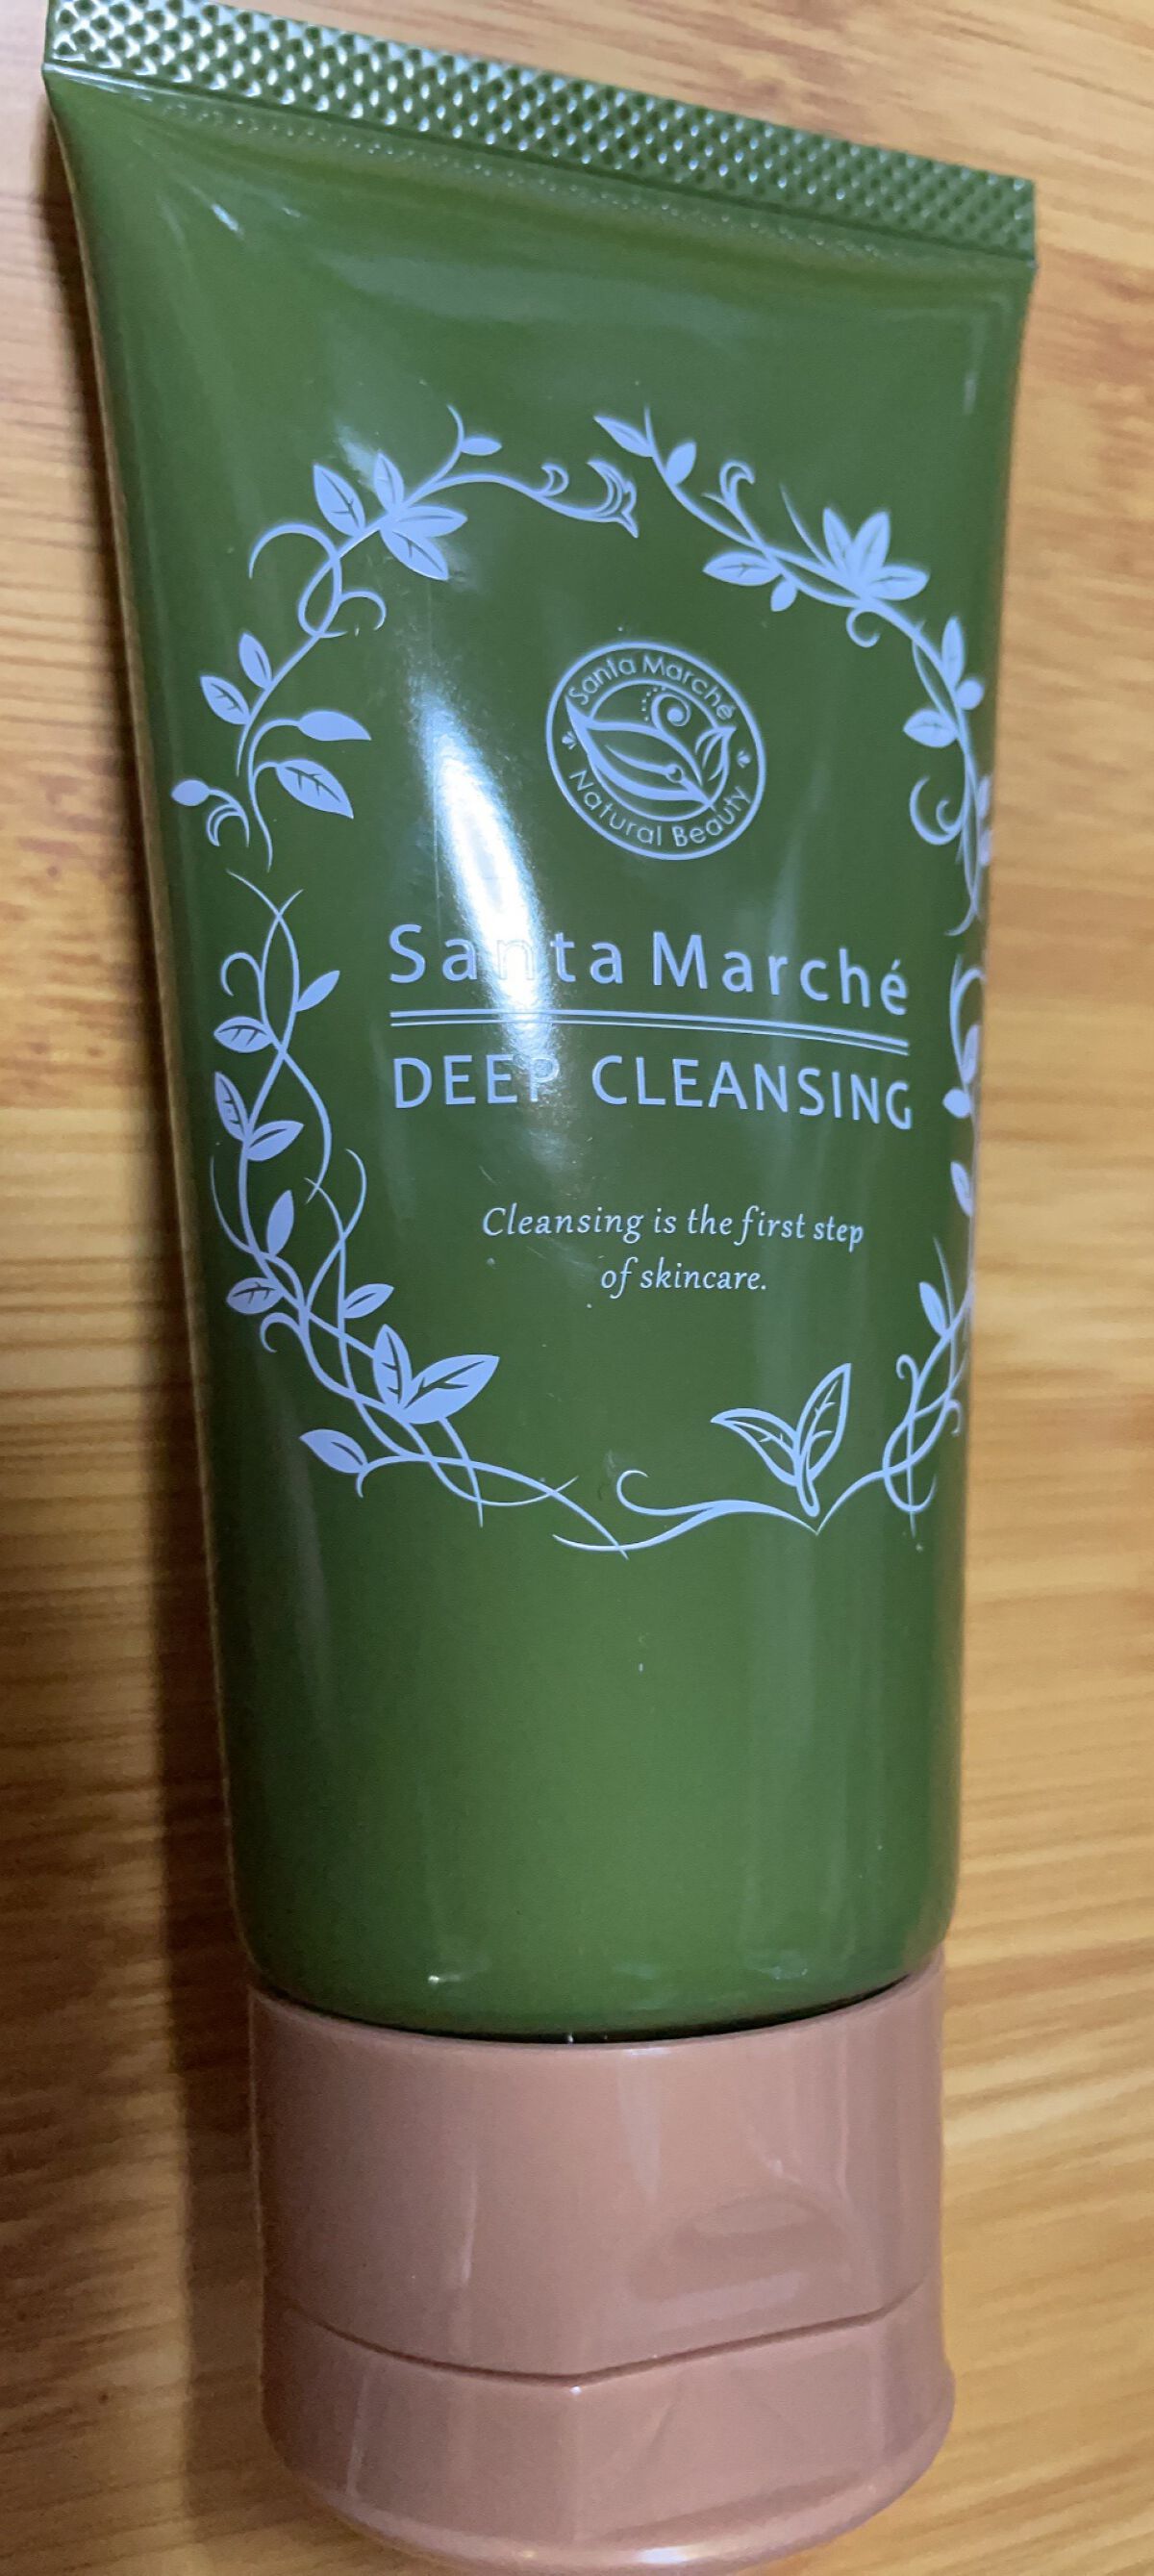 Santa Marché
Natural Beauty
Santa Marché
DEEP CLEANSING
Cleansing is the first step
of skincare.